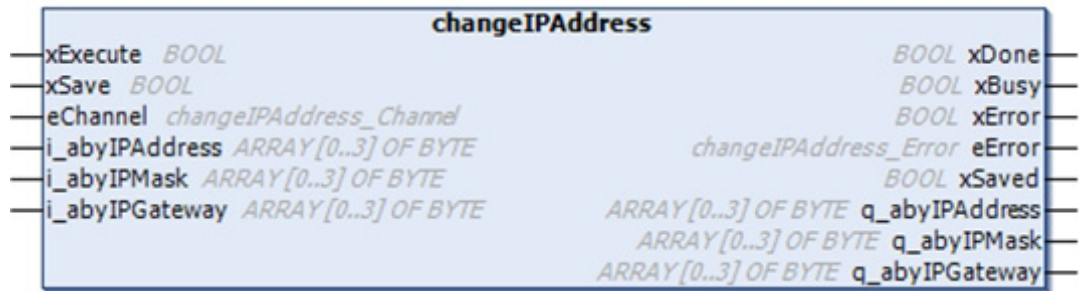 changeIPAddress
xExecute BOOL BOOL xDone
xSave BOOL BOOL xBusy
eChannel changeIPAddress_Channel BOOL xError
i_abyIPAddress ARRAY [0..3] OF BYTE changeIPAddress_Error eError
i_abyIPMask ARRAY [0..3] OF BYTE BOOL xSaved
i_abyIPGateway ARRAY [0..3] OF BYTE ARRAY [0..3] OF BYTE q_abyIPAddress
ARRAY [0..3] OF BYTE q_abyIPMask
ARRAY [0..3] OF BYTE q_abyIPGateway